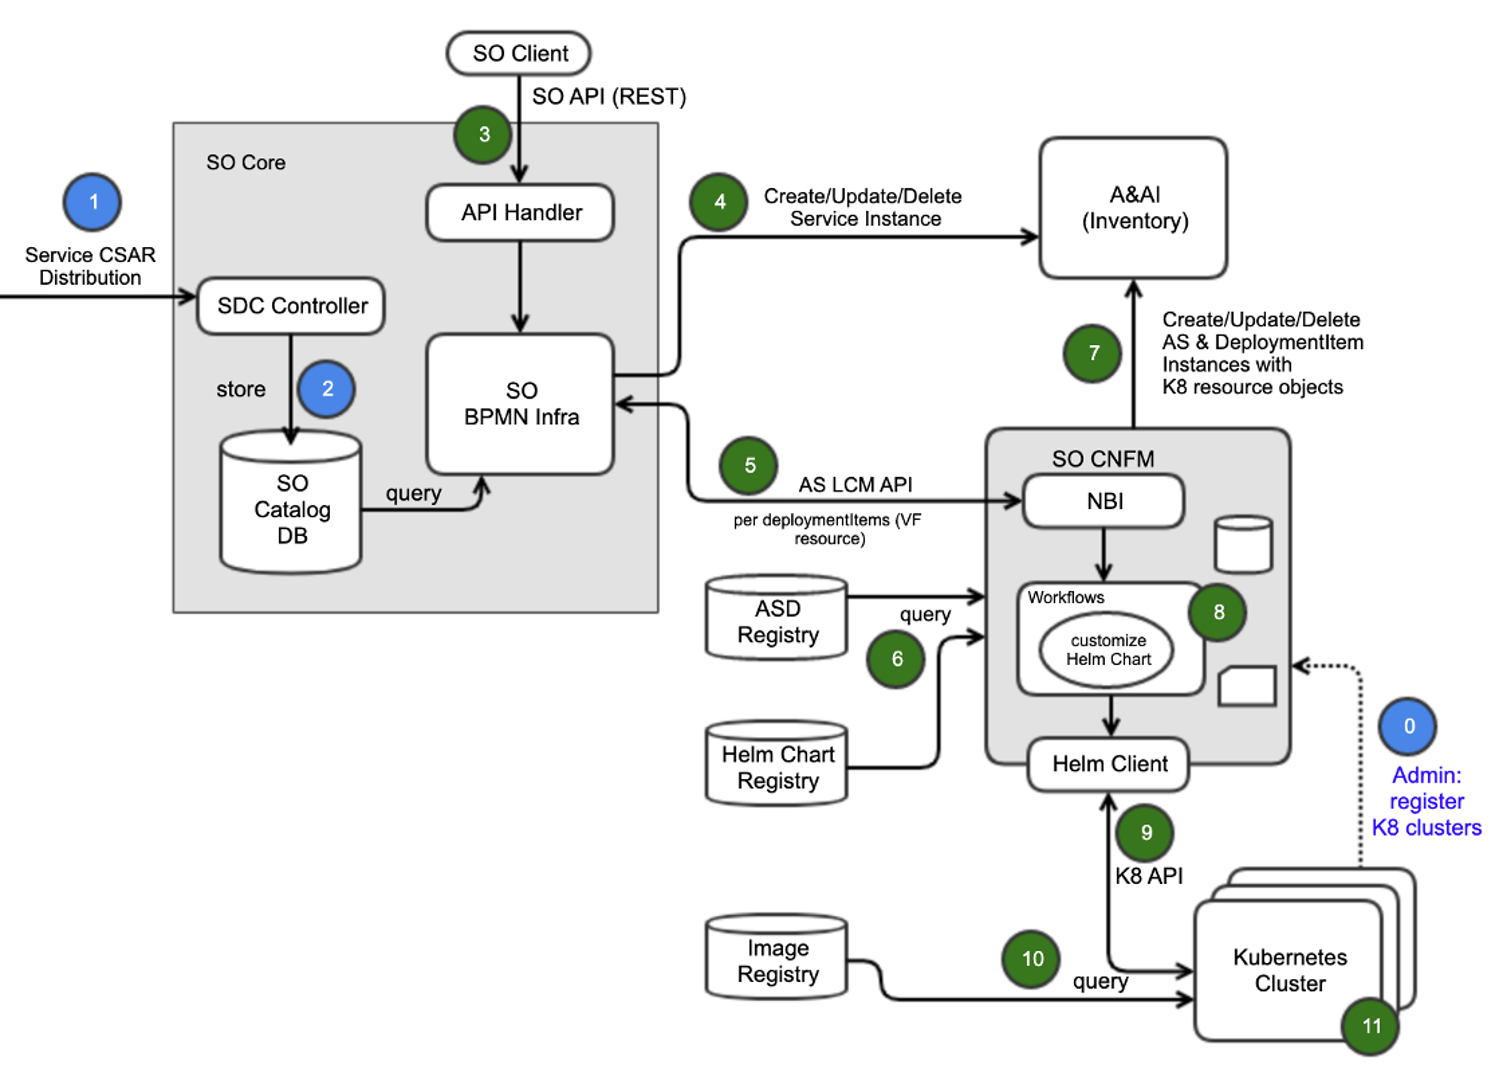 SO Client
SO API (REST)
3
SO Core
API Handler
1
Service CSAR
Distribution
SDC Controller
store
2
SO
Catalog
DB
query
SO
BPMN Infra
4
Create/Update/Delete
Service Instance
A&AI
(Inventory)
7
Create/Update/Delete
AS & DeploymentItem
Instances with
K8 resource objects
5
AS LCM API
per deploymentItems (VF
resource)
SO CNFM
NBI
Workflows
8
customize
Helm Chart
ASD
Registry
query
6
Helm Chart
Registry
Helm Client
0
Admin:
register
K8 clusters
9
K8 API
Image
Registry
10
query
Kubernetes
Cluster
11